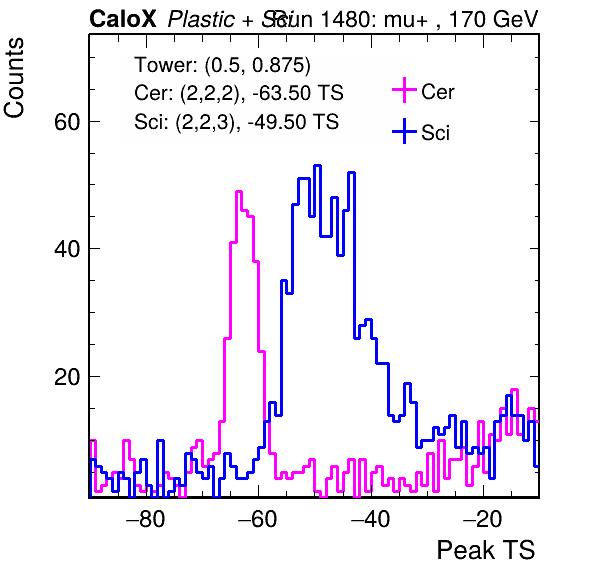 CaloX Plastic + Sci Run 1480: mu+ , 170 GeV
Counts
Tower: (0.5, 0.875)
Cer: (2,2,2), -63.50 TS
Sci: (2,2,3), -49.50 TS
Cer
Sci
60
40
20
−80 −60 −40 −20
Peak TS